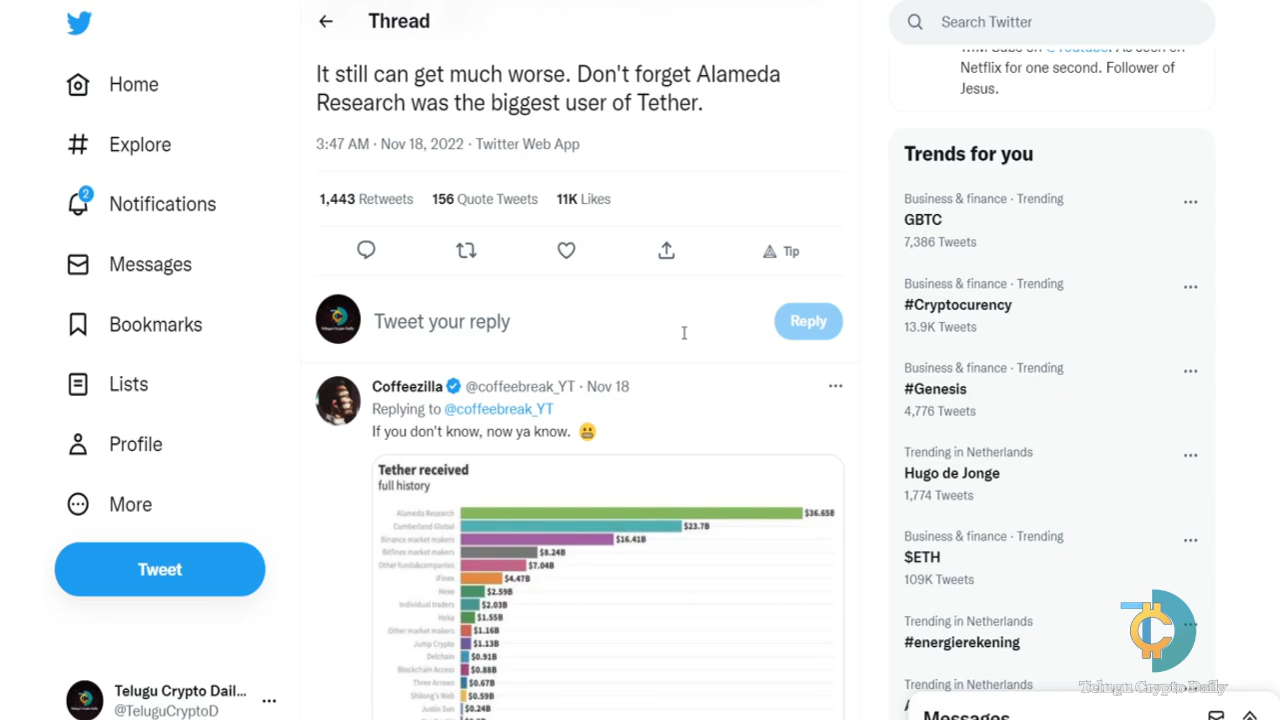 Thread
Search Twitter
Home
Explore
2
Notifications
Messages
Bookmarks
Lists
Profile
More
Tweet
Telugu Crypto Dail...
@TeluguCryptoD
It still can get much worse. Don't forget Alameda
Research was the biggest user of Tether.
3:47 AM · Nov 18, 2022 · Twitter Web App
1,443 Retweets 156 Quote Tweets 11K Likes
Tip
Tweet your reply
Reply
Coffeezilla @coffeebreak_YT · Nov 18
Replying to @coffeebreak_YT
If you don't know, now ya know. 😬
Tether received
full history
Alameda Research $36.65B
Cumberland Global $23.7B
Binance market makers $16.41B
Bitfinex market makers $8.24B
Other funds&companies $7.04B
iFinex $4.47B
Nexo $2.59B
Individual traders $2.03B
Heka $1.55B
Other market makers $1.16B
Jump Crypto $1.13B
Delchain $0.91B
Blockchain Access $0.88B
Three Arrows $0.67B
Shilong's Web $0.59B
Justin Sun $0.24B
Netflix for one second. Follower of
Jesus.
Trends for you
Business & finance · Trending
GBTC
7,386 Tweets
Business & finance · Trending
#Cryptocurency
13.9K Tweets
Business & finance · Trending
#Genesis
4,776 Tweets
Trending in Netherlands
Hugo de Jonge
1,774 Tweets
Business & finance · Trending
$ETH
109K Tweets
Trending in Netherlands
#energierekening
Trending in Netherlands
Telugu Crypto Daily
Messages